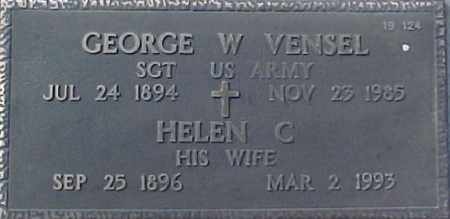 19 124
GEORGE W VENSEL
SGT US ARMY
JUL 24 1894 NOV 23 1985
HELEN C
HIS WIFE
SEP 25 1896 MAR 2 1993